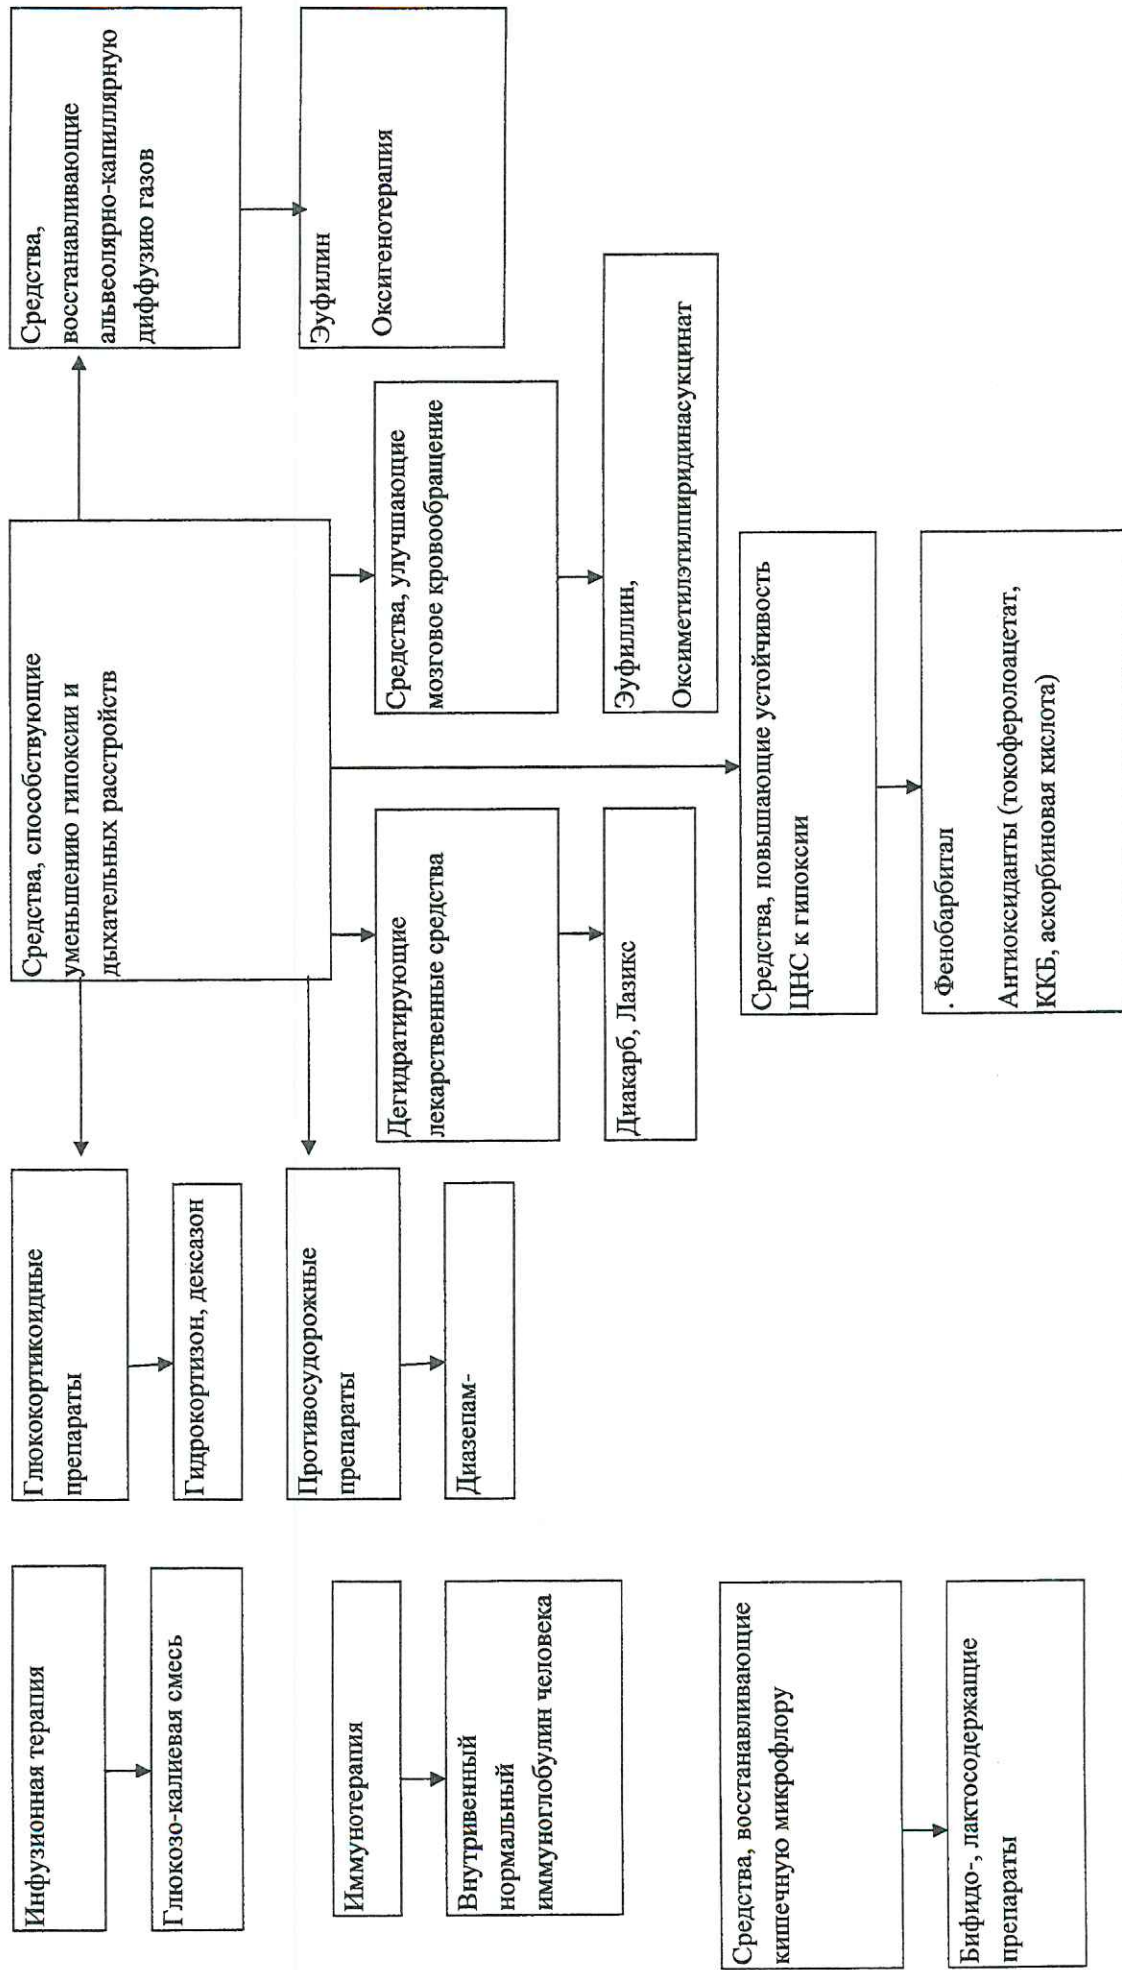 Инфузионная терапия
Глюкозо-калиевая смесь
Иммунотерапия
Внутривенный
нормальный
иммуноглобулин человека
Средства, восстанавливающие
кишечную микрофлору
Бифидо-, лактосодержащие
препараты
Глюкокортикоидные
препараты
Гидрокортизон, дексазон
Противосудорожные
препараты
Диазепам-
Средства, способствующие
уменьшению гипоксии и
дыхательных расстройств
Дегидратирующие
лекарственные средства
Диакарб, Лазикс
Средства, улучшающие
мозговое кровообращение
Эуфиллин,
Оксиметилэтилпиридинасукцинат
Средства, повышающие устойчивость
ЦНС к гипоксии
. Фенобарбитал
Антиоксиданты (токоферолоацетат,
ККБ, аскорбиновая кислота)
Средства,
восстанавливающие
альвеолярно-капиллярную
диффузию газов
Эуфилин
Оксигенотерапия